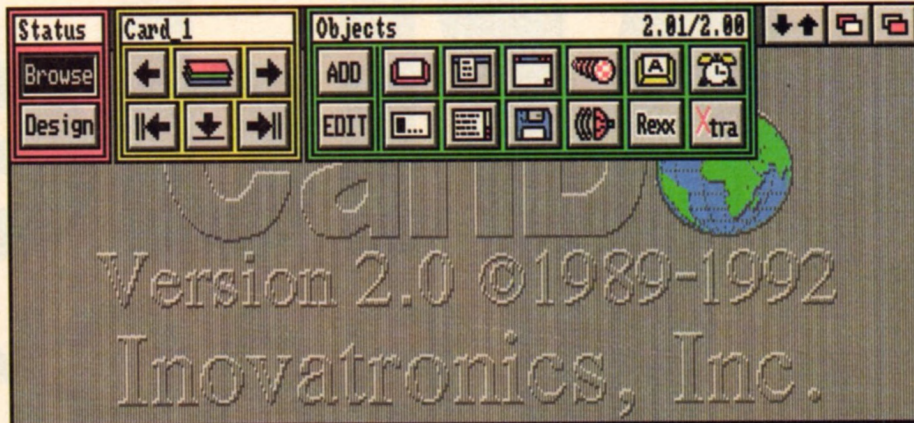 Status Card_1 Objects 2.01/2.00
Browse ADD A
Design EDIT Rexx Xtra
CanDo
Version 2.0 ©1989-1992
Inovatronics, Inc.